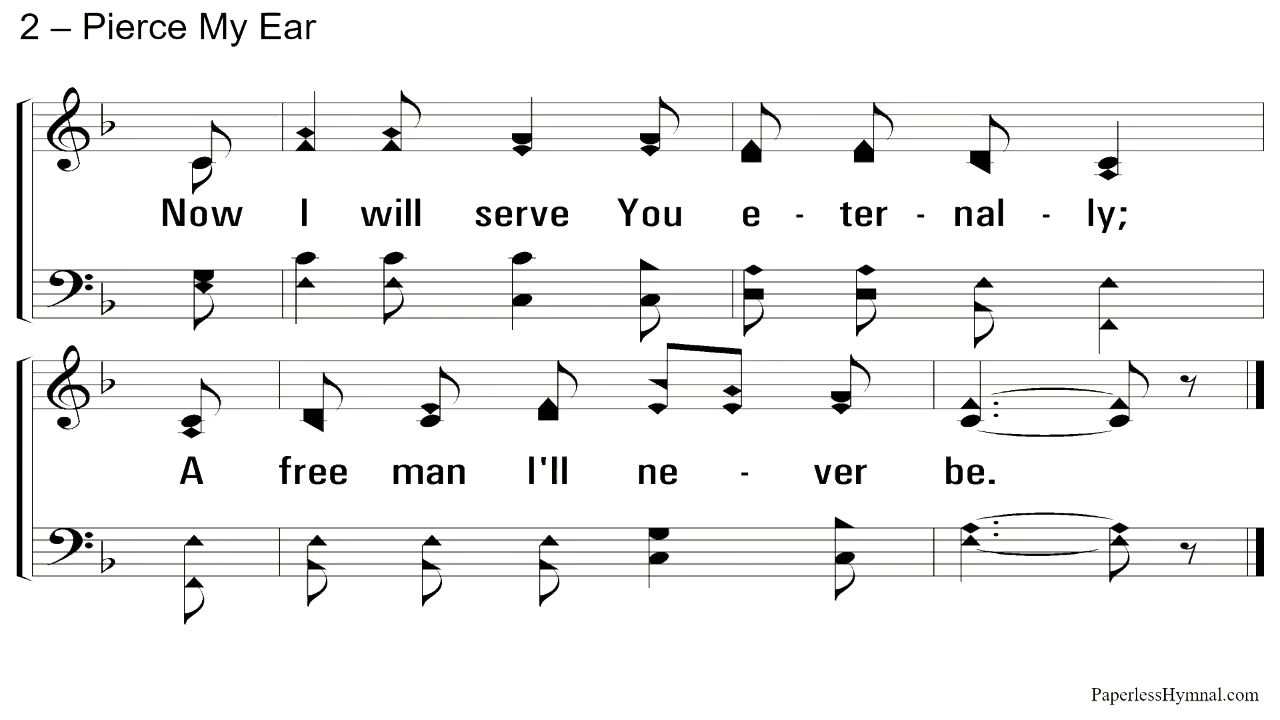 2 – Pierce My Ear
Now I will serve You e - ter - nal - ly;
A free man I'll ne - ver be.
PaperlessHymnal.com